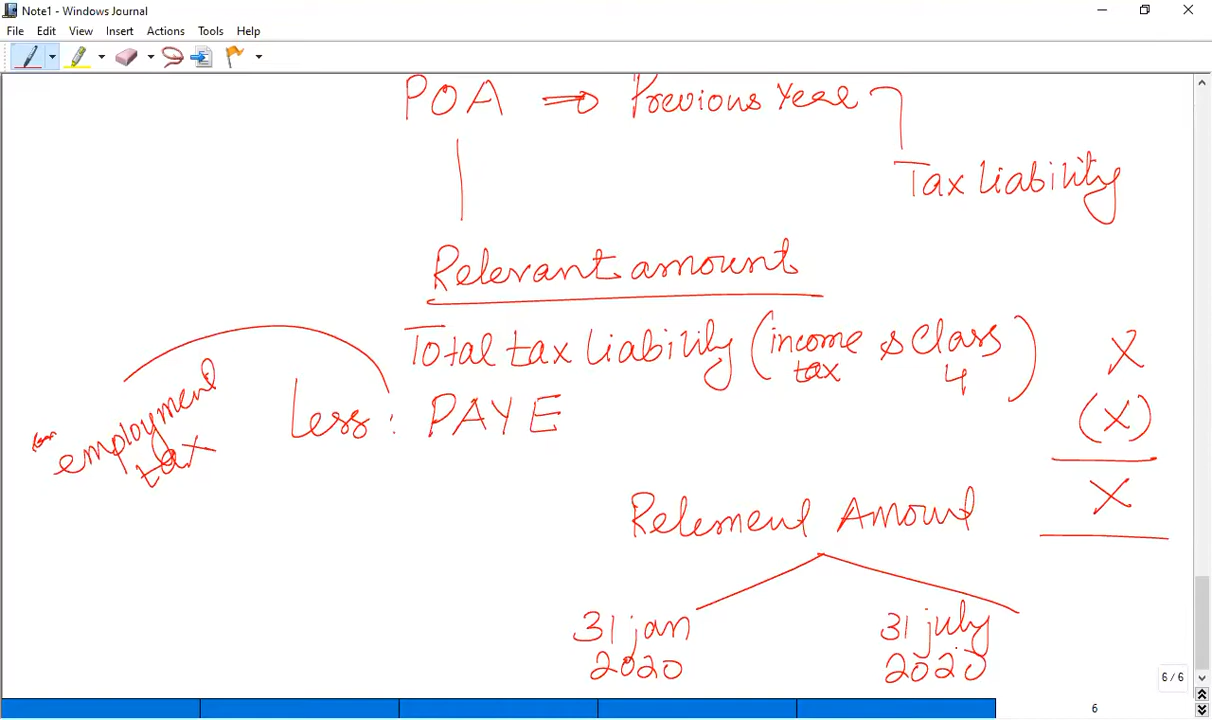 Note1 - Windows Journal
File Edit View Insert Actions Tools Help
POA ⇒ Previous Year
Tax liability
Relevant amount
Total tax liability (income tax & Class 4) X
employment tax
less: PAYE (X)
X
Relement Amount
31 jan 2020
31 july 2020
6 / 6
6